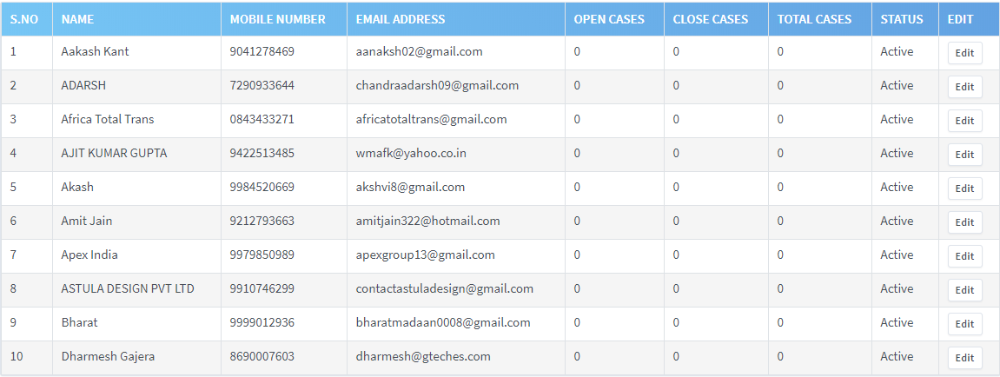 S.NO NAME MOBILE NUMBER EMAIL ADDRESS OPEN CASES CLOSE CASES TOTAL CASES STATUS EDIT
1 Aakash Kant 9041278469 aanaksh02@gmail.com 0 0 0 Active Edit
2 ADARSH 7290933644 chandraadarsh09@gmail.com 0 0 0 Active Edit
3 Africa Total Trans 0843433271 africatotaltrans@gmail.com 0 0 0 Active Edit
4 AJIT KUMAR GUPTA 9422513485 wmafk@yahoo.co.in 0 0 0 Active Edit
5 Akash 9984520669 akshvi8@gmail.com 0 0 0 Active Edit
6 Amit Jain 9212793663 amitjain322@hotmail.com 0 0 0 Active Edit
7 Apex India 9979850989 apexgroup13@gmail.com 0 0 0 Active Edit
8 ASTULA DESIGN PVT LTD 9910746299 contactastuladesign@gmail.com 0 0 0 Active Edit
9 Bharat 9999012936 bharatmadaan0008@gmail.com 0 0 0 Active Edit
10 Dharmesh Gajera 8690007603 dharmesh@gteches.com 0 0 0 Active Edit